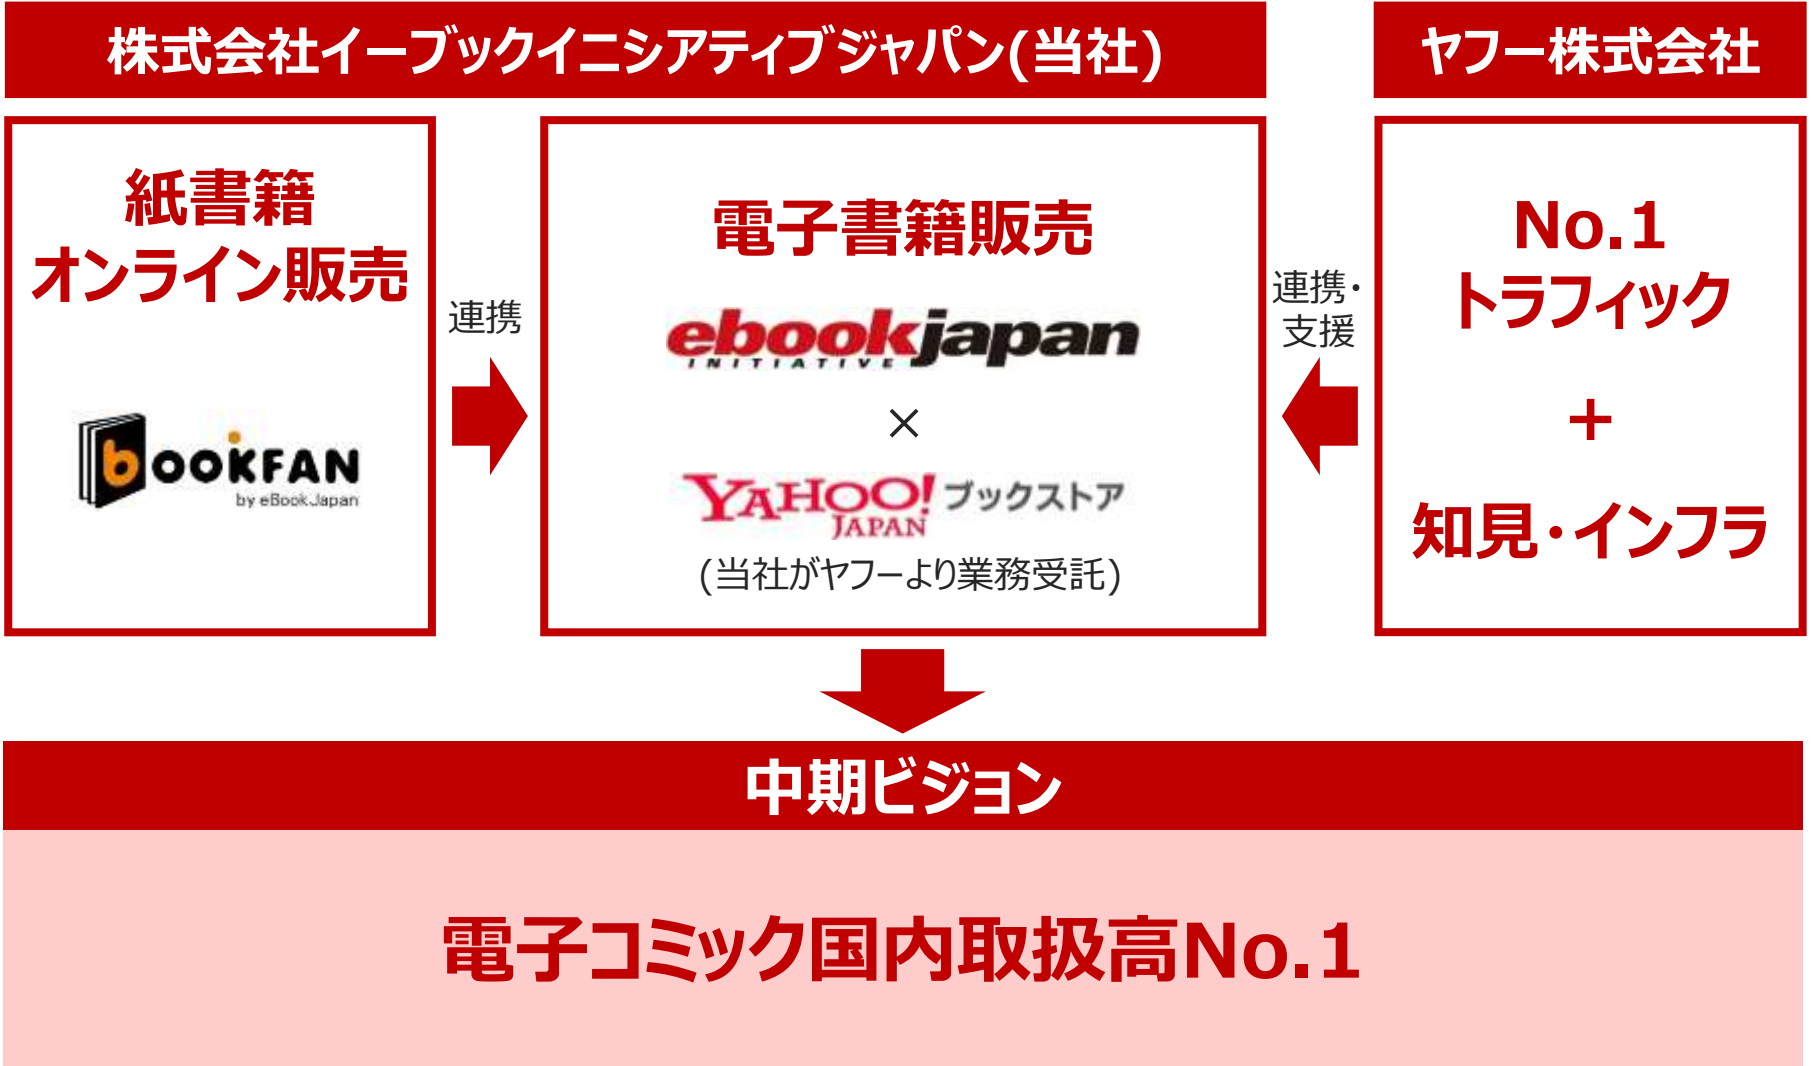 株式会社イーブックイニシアティブジャパン(当社)
ヤフー株式会社
紙書籍
オンライン販売
bOOKFAN
by eBook Japan
連携
電子書籍販売
ebookjapan
INITIATIVE
×
YAHOO! ブックストア
JAPAN
(当社がヤフーより業務受託)
連携・
支援
No.1
トラフィック
+
知見・インフラ
中期ビジョン
電子コミック国内取扱高No.1